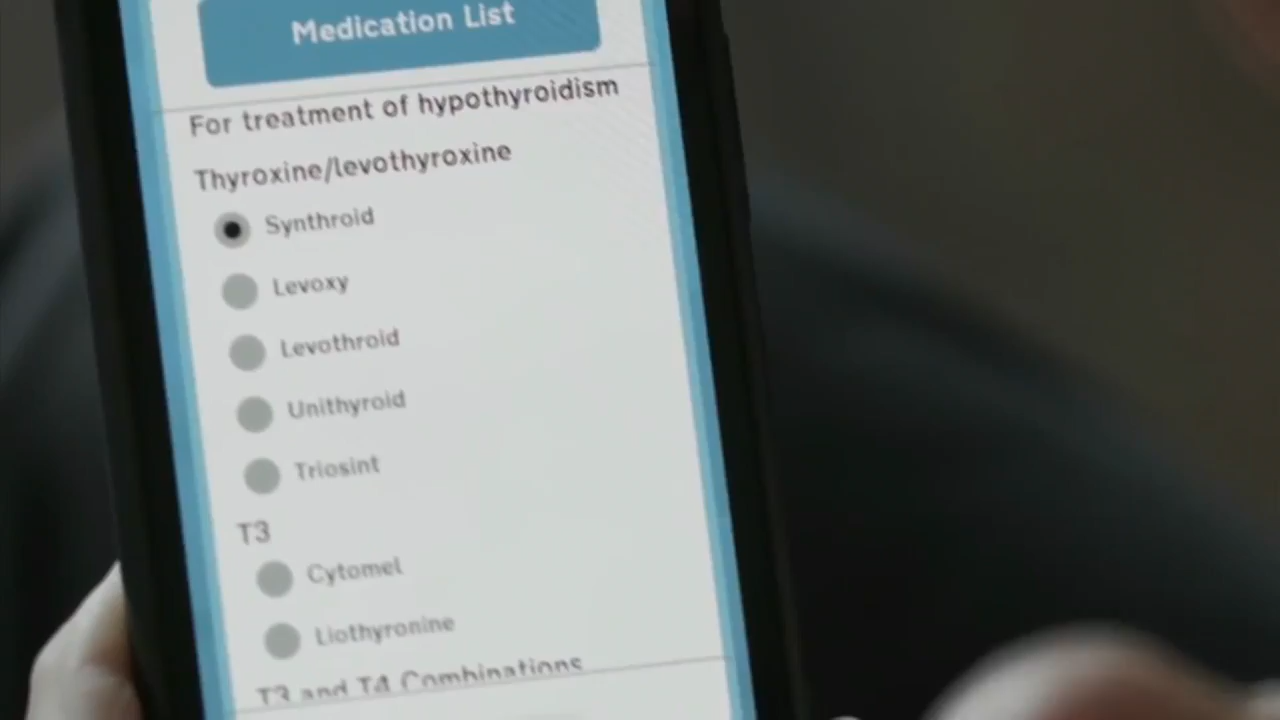 Medication List
For treatment of hypothyroidism
Thyroxine/levothyroxine
Synthroid
Levoxy
Levothroid
Unithyroid
Triosint
T3
Cytomel
Liothyronine
T3 and T4 Combinations